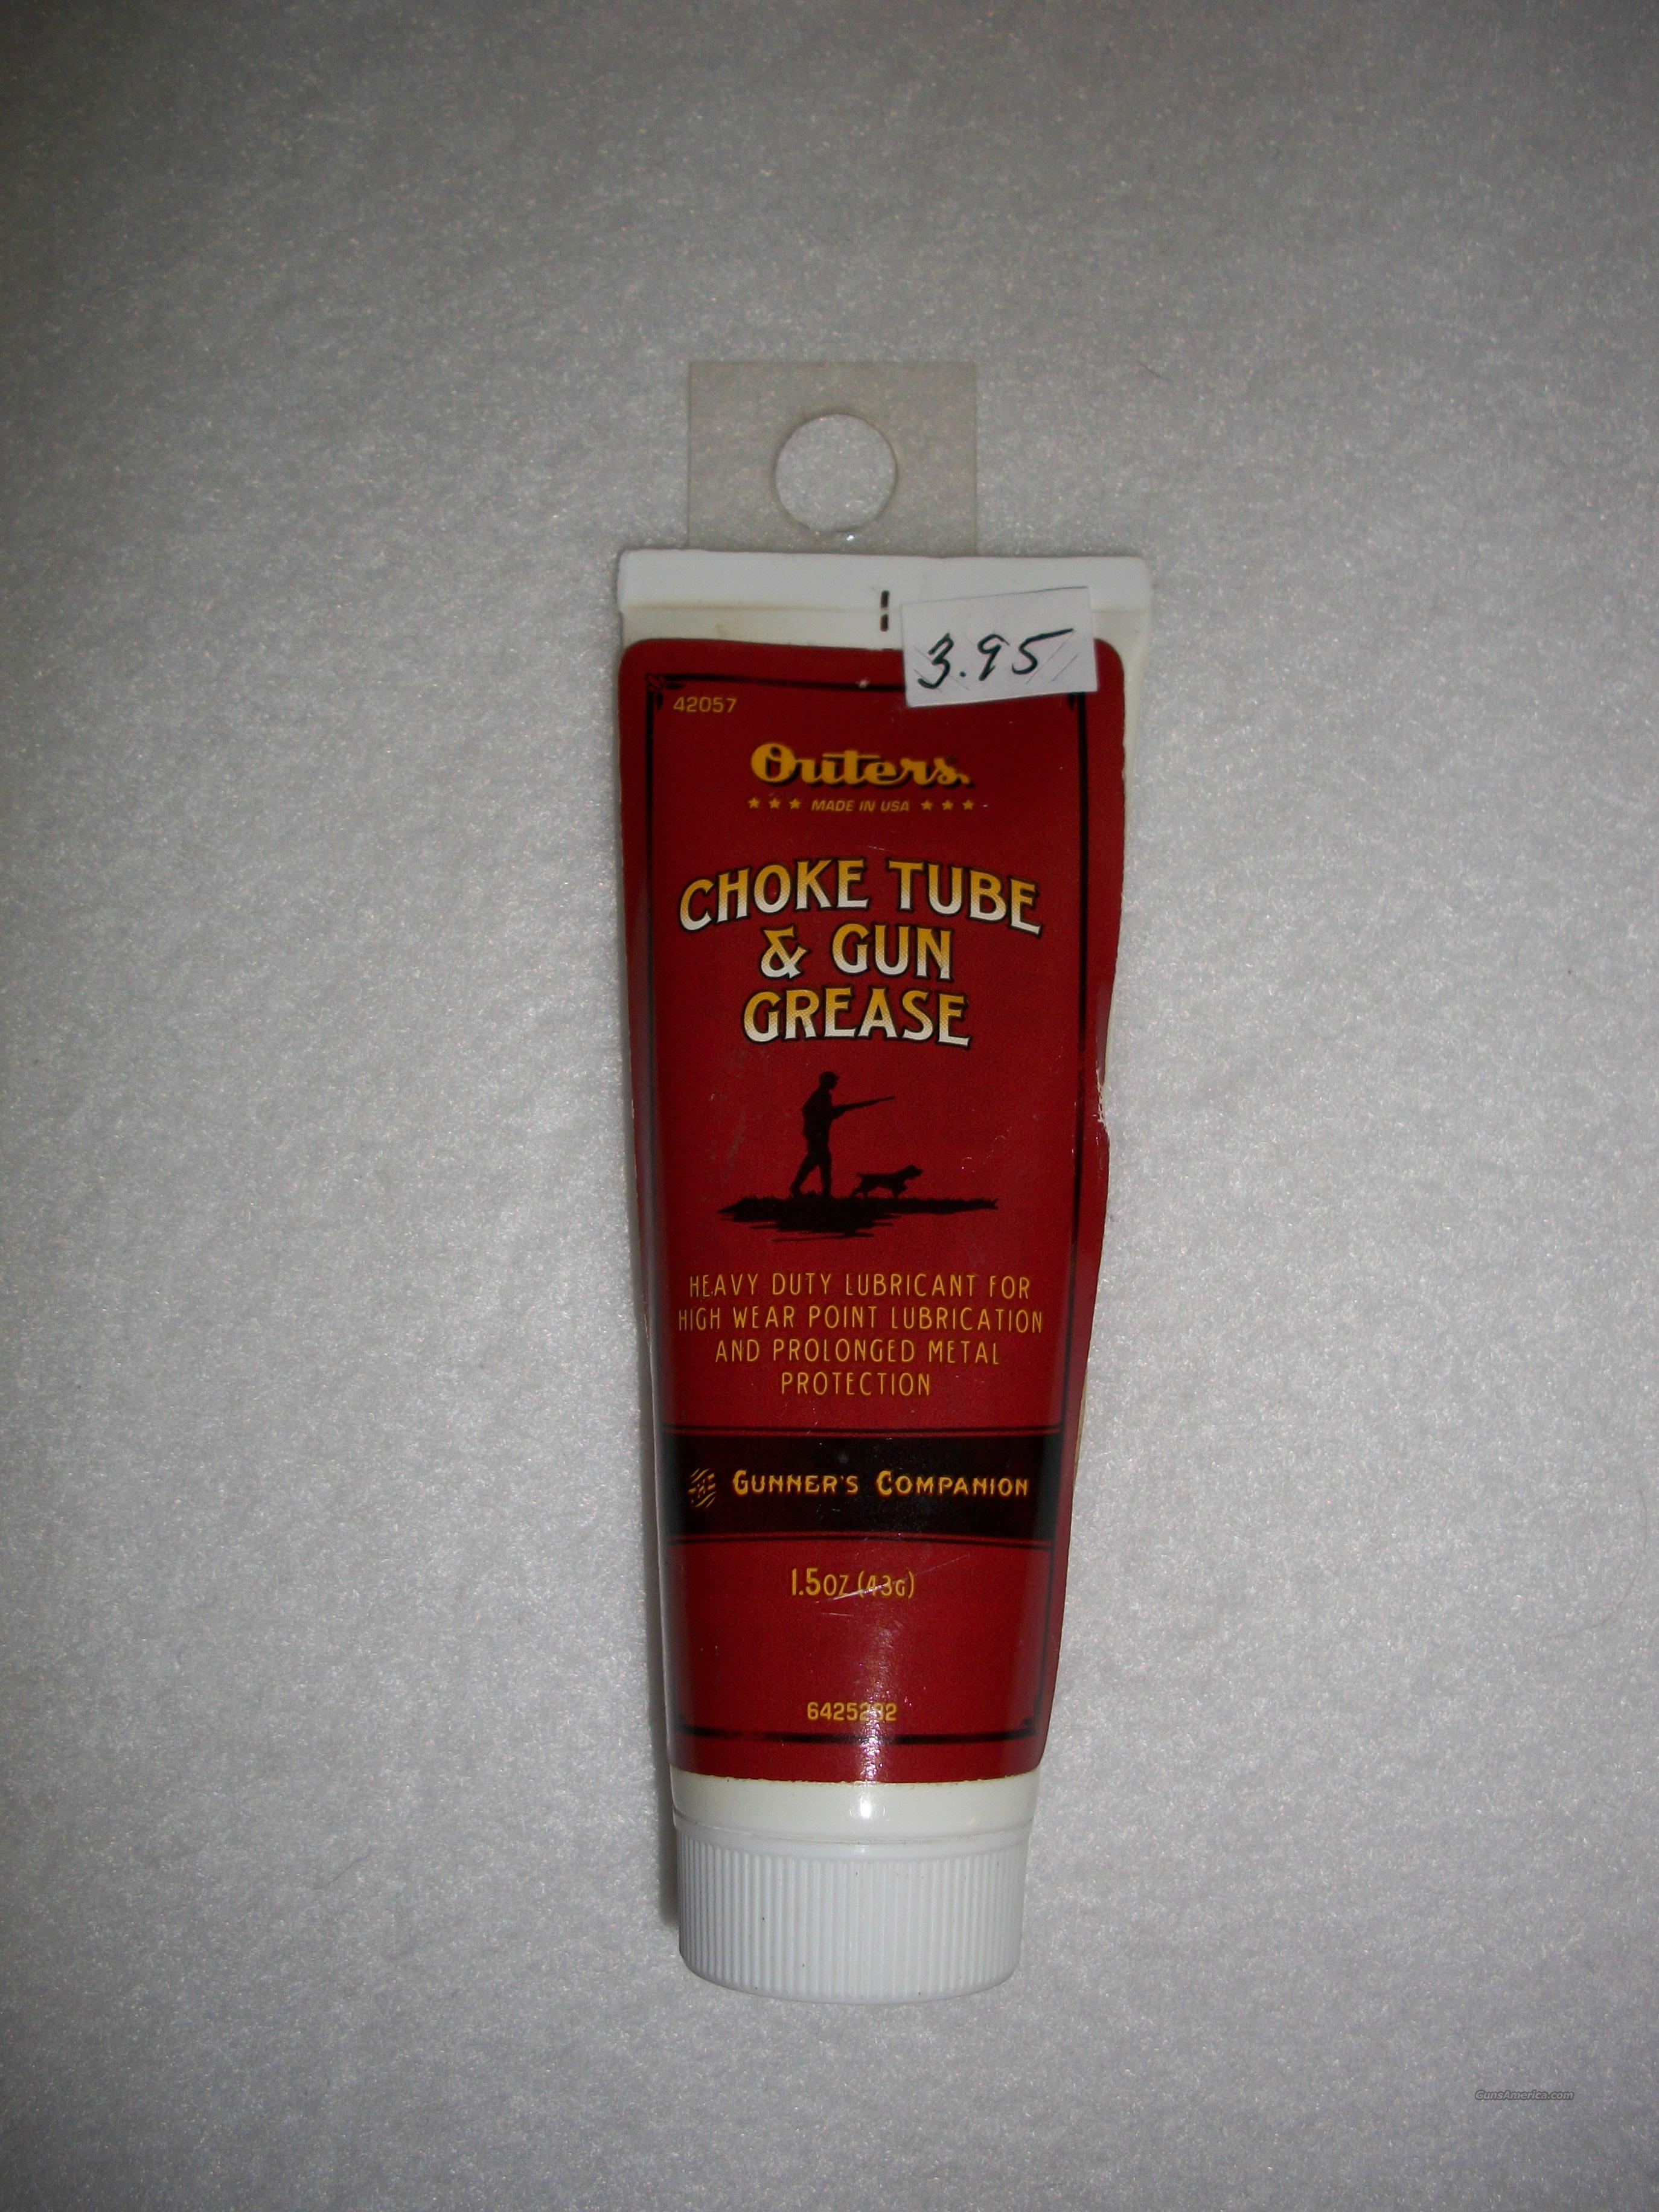 3.95
42057
Outers
MADE IN USA
CHOKE TUBE
& GUN
GREASE
HEAVY DUTY LUBRICANT FOR
HIGH WEAR POINT LUBRICATION
AND PROLONGED METAL
PROTECTION
GUNNER'S COMPANION
1.5OZ (43G)
GunsAmerica.com